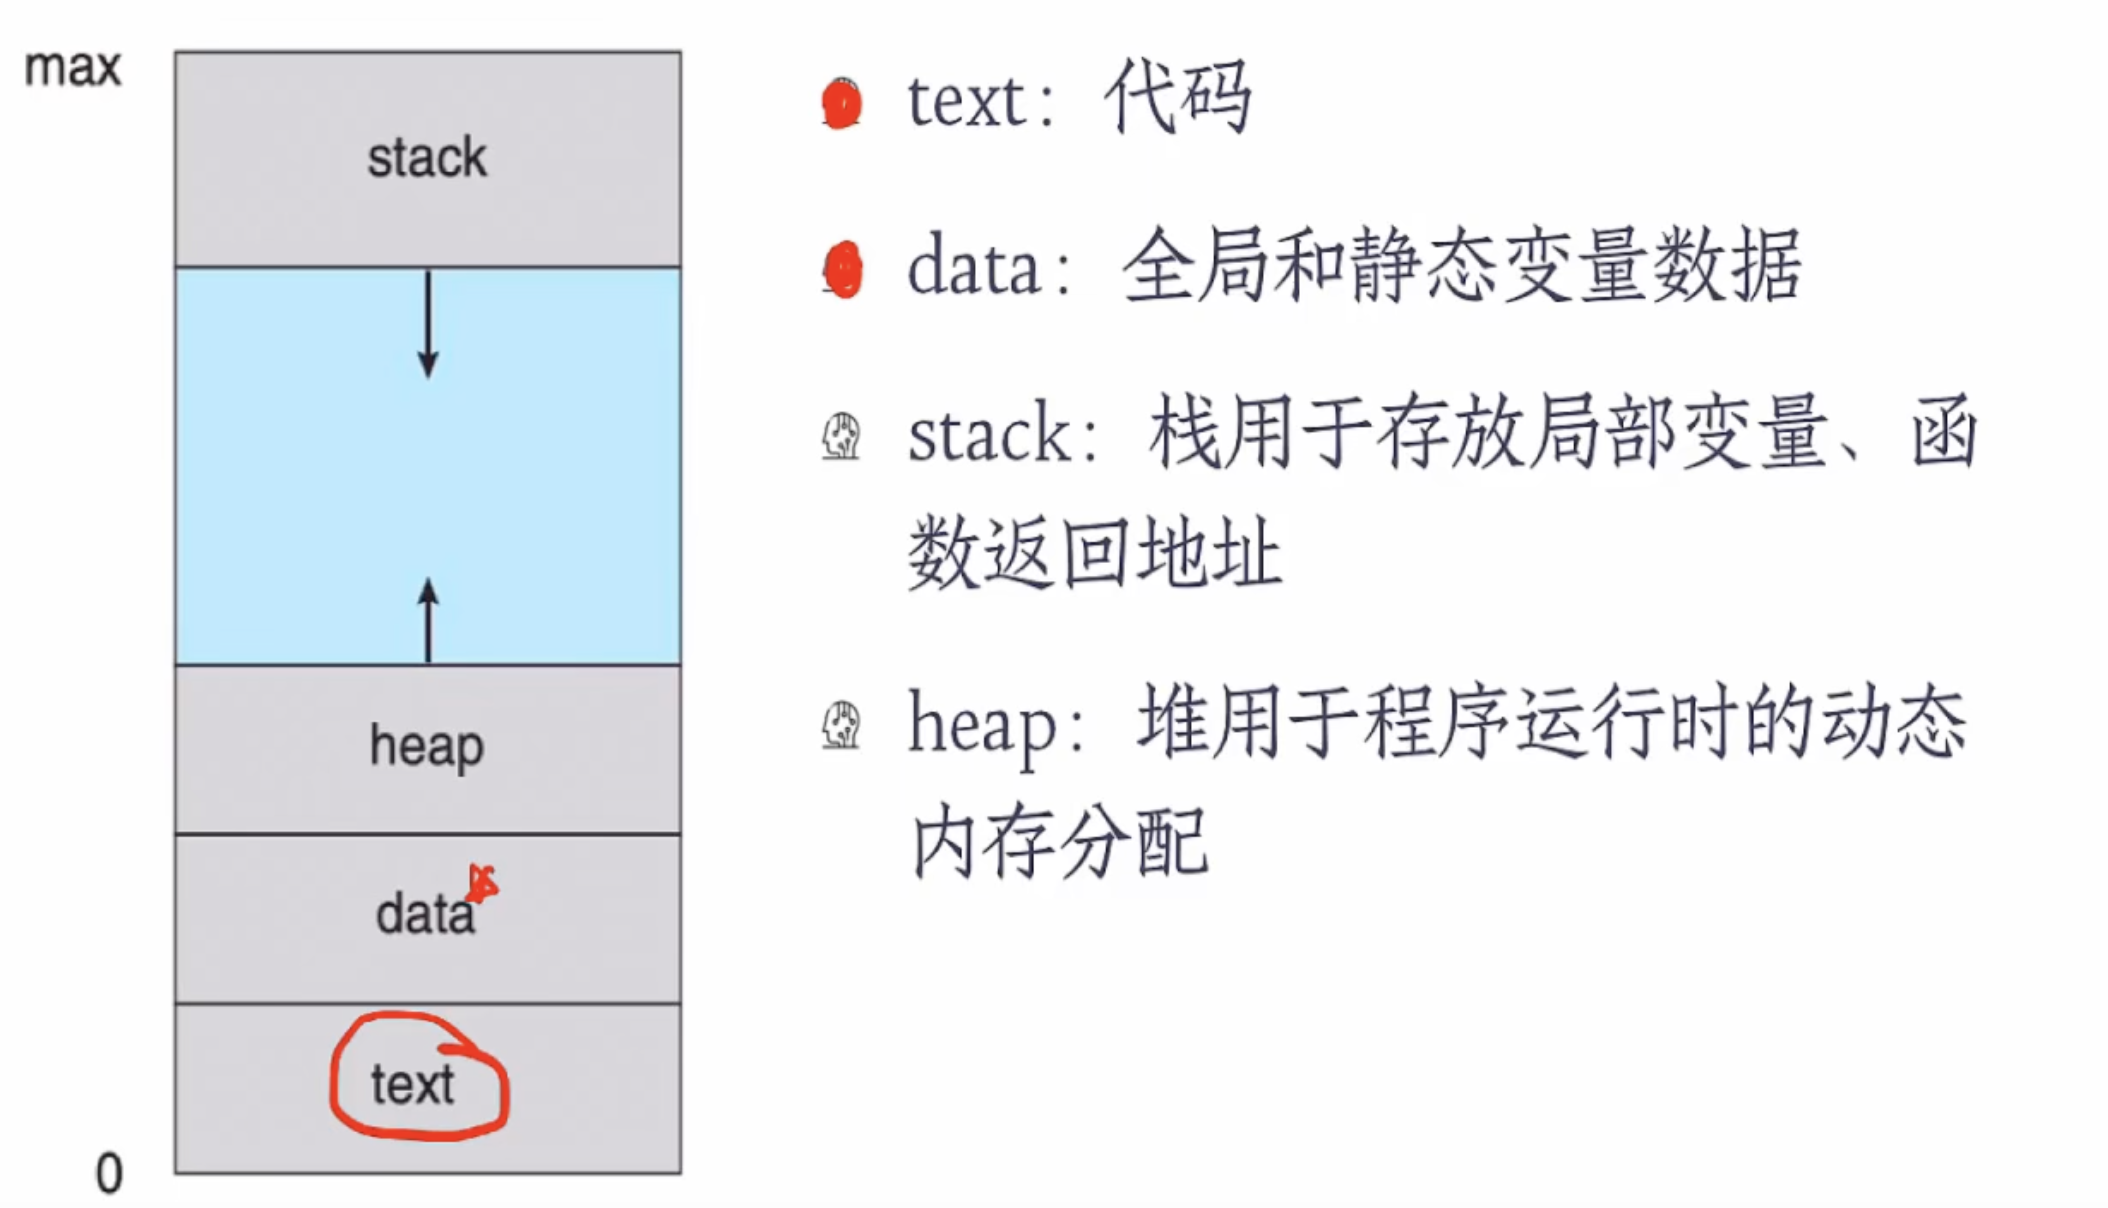 max
stack
heap
data
text
0
text：代码
data：全局和静态变量数据
stack：栈用于存放局部变量、函
数返回地址
heap：堆用于程序运行时的动态
内存分配